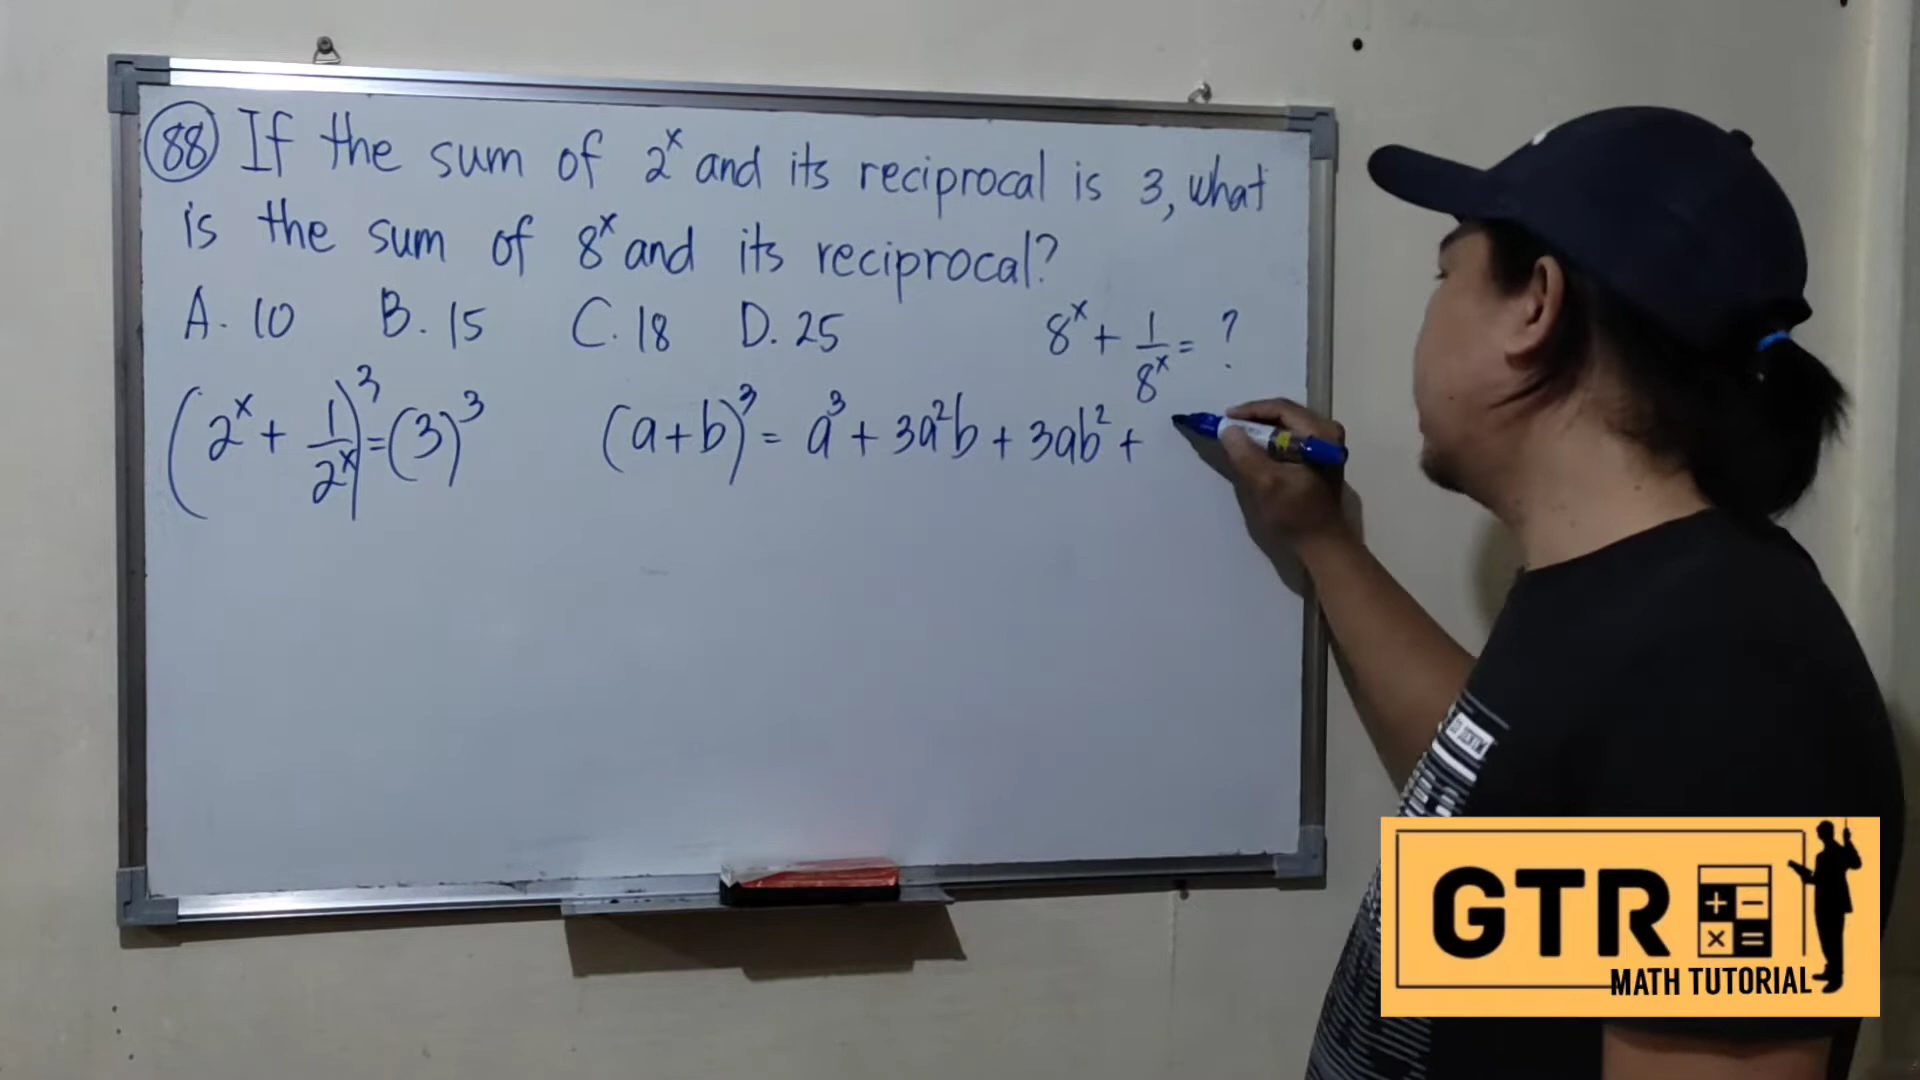 88 If the sum of 2^x and its reciprocal is 3, what
is the sum of 8^x and its reciprocal?
A. 10 B. 15 C. 18 D. 25
8^x + 1/8^x = ?
(2^x + 1/2^x)^3 = (3)^3
(a+b)^3 = a^3 + 3a^2b + 3ab^2 +
GTR
+ −
× =
MATH TUTORIAL